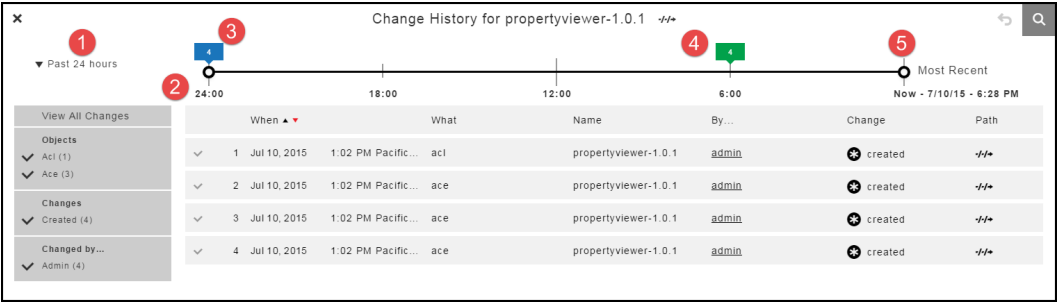 Change History for propertyviewer-1.0.1
1
3
4
5
Past 24 hours
4
4
Most Recent
2
24:00
18:00
12:00
6:00
Now - 7/10/15 - 6:28 PM
View All Changes
When What Name By... Change Path
Objects
Acl (1)
Ace (3)
Changes
Created (4)
Changed by...
Admin (4)
1 Jul 10, 2015 1:02 PM Pacific... acl propertyviewer-1.0.1 admin created
2 Jul 10, 2015 1:02 PM Pacific... ace propertyviewer-1.0.1 admin created
3 Jul 10, 2015 1:02 PM Pacific... ace propertyviewer-1.0.1 admin created
4 Jul 10, 2015 1:02 PM Pacific... ace propertyviewer-1.0.1 admin created